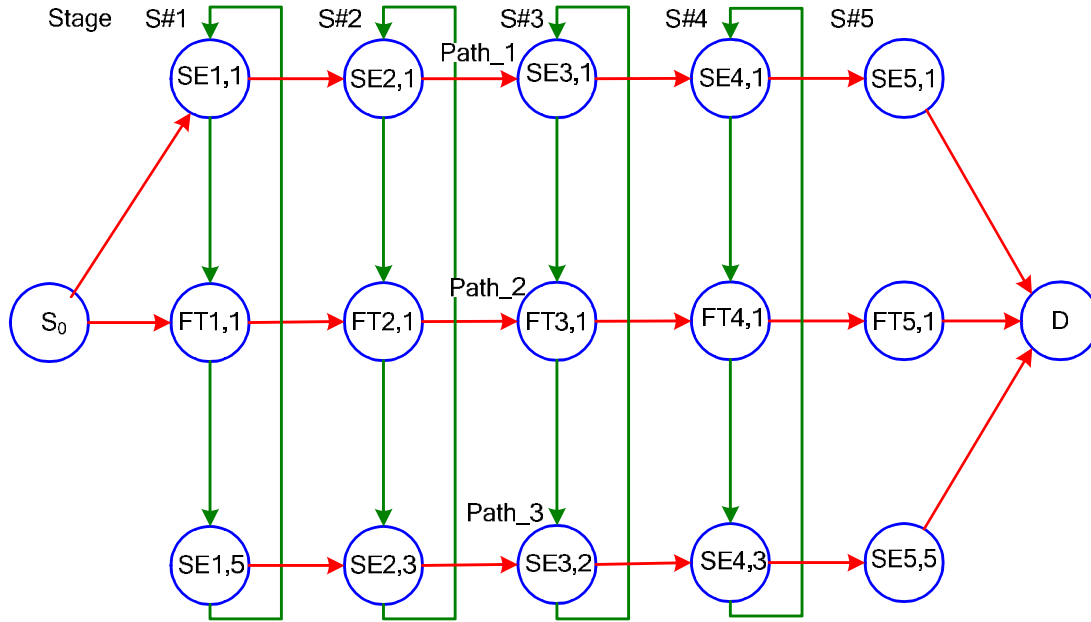 Stage S#1 S#2 S#3 S#4 S#5
Path_1
SE1,1 SE2,1 SE3,1 SE4,1 SE5,1
Path_2
S0 FT1,1 FT2,1 FT3,1 FT4,1 FT5,1 D
Path_3
SE1,5 SE2,3 SE3,2 SE4,3 SE5,5